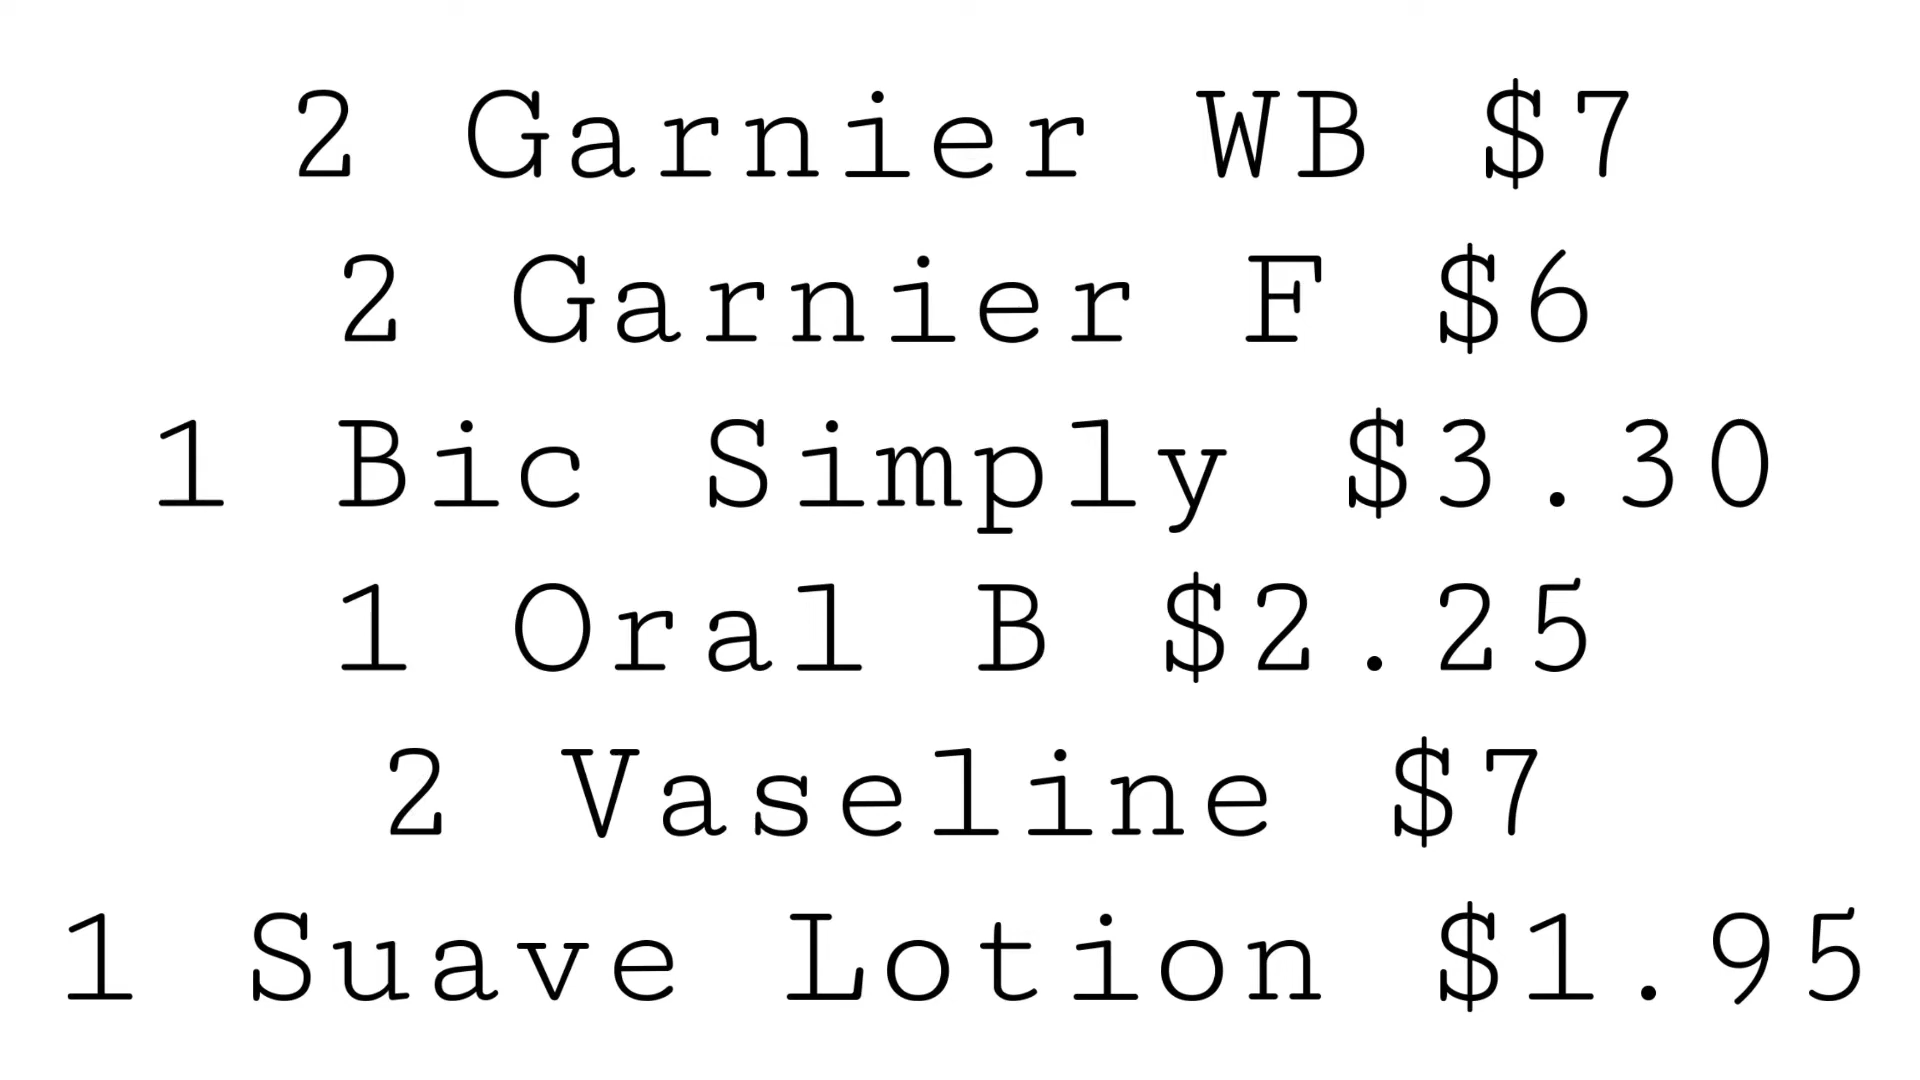 2 Garnier WB $7
2 Garnier F $6
1 Bic Simply $3.30
1 Oral B $2.25
2 Vaseline $7
1 Suave Lotion $1.95